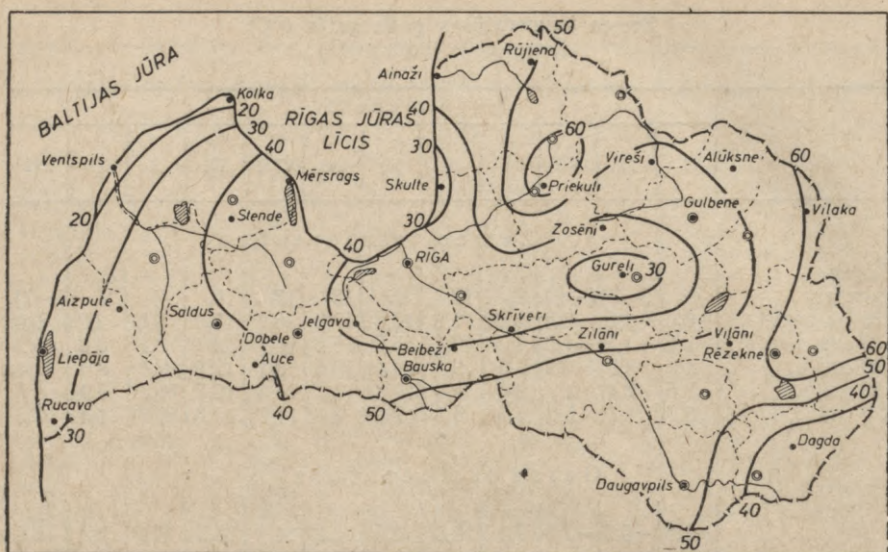 50
Rūjiena
BALTIJAS JŪRA
Ainaži
Kolka
20
30
40
RĪGAS JŪRAS
LĪCIS
40
30
60
Vireši
Alūksne
60
Ventspils
Mērsrags
Skulte
Priekuļi
Stende
Gulbene
Viļaka
20
30
Zosēni
40
RĪGA
Gureļi
30
Aizpute
Saldus
Dobele
Jelgava
Skrīveri
Zīlāni
Viļāni
Liepāja
Auce
Beibeži
Rēzekne
60
Bauska
50
40
Rucava
30
40
50
Dagda
Daugavpils
40
50